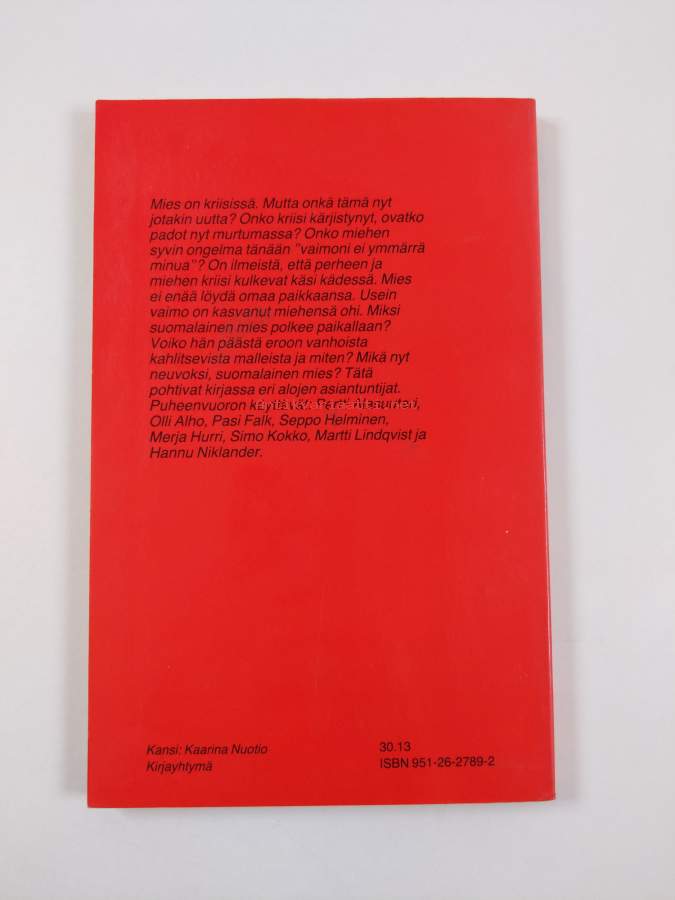 Mies on kriisissä. Mutta onkä tämä nyt
jotakin uutta? Onko kriisi kärjistynyt, ovatko
padot nyt murtumassa? Onko miehen
syvin ongelma tänään "vaimoni ei ymmärrä
minua"? On ilmeistä, että perheen ja
miehen kriisi kulkevat käsi kädessä. Mies
ei enää löydä omaa paikkaansa. Usein
vaimo on kasvanut miehensä ohi. Miksi
suomalainen mies polkee paikallaan?
Voiko hän päästä eroon vanhoista
kahlitsevista malleista ja miten? Mikä nyt
neuvoksi, suomalainen mies? Tätä
pohtivat kirjassa eri alojen asiantuntijat.
Puheenvuoron
Olli Alho, Pasi Falk, Seppo Helminen,
Merja Hurri, Simo Kokko, Martti Lindqvist ja
Hannu Niklander.
Kansi: Kaarina Nuotio
Kirjayhtymä
30.13
ISBN 951-26-2789-2